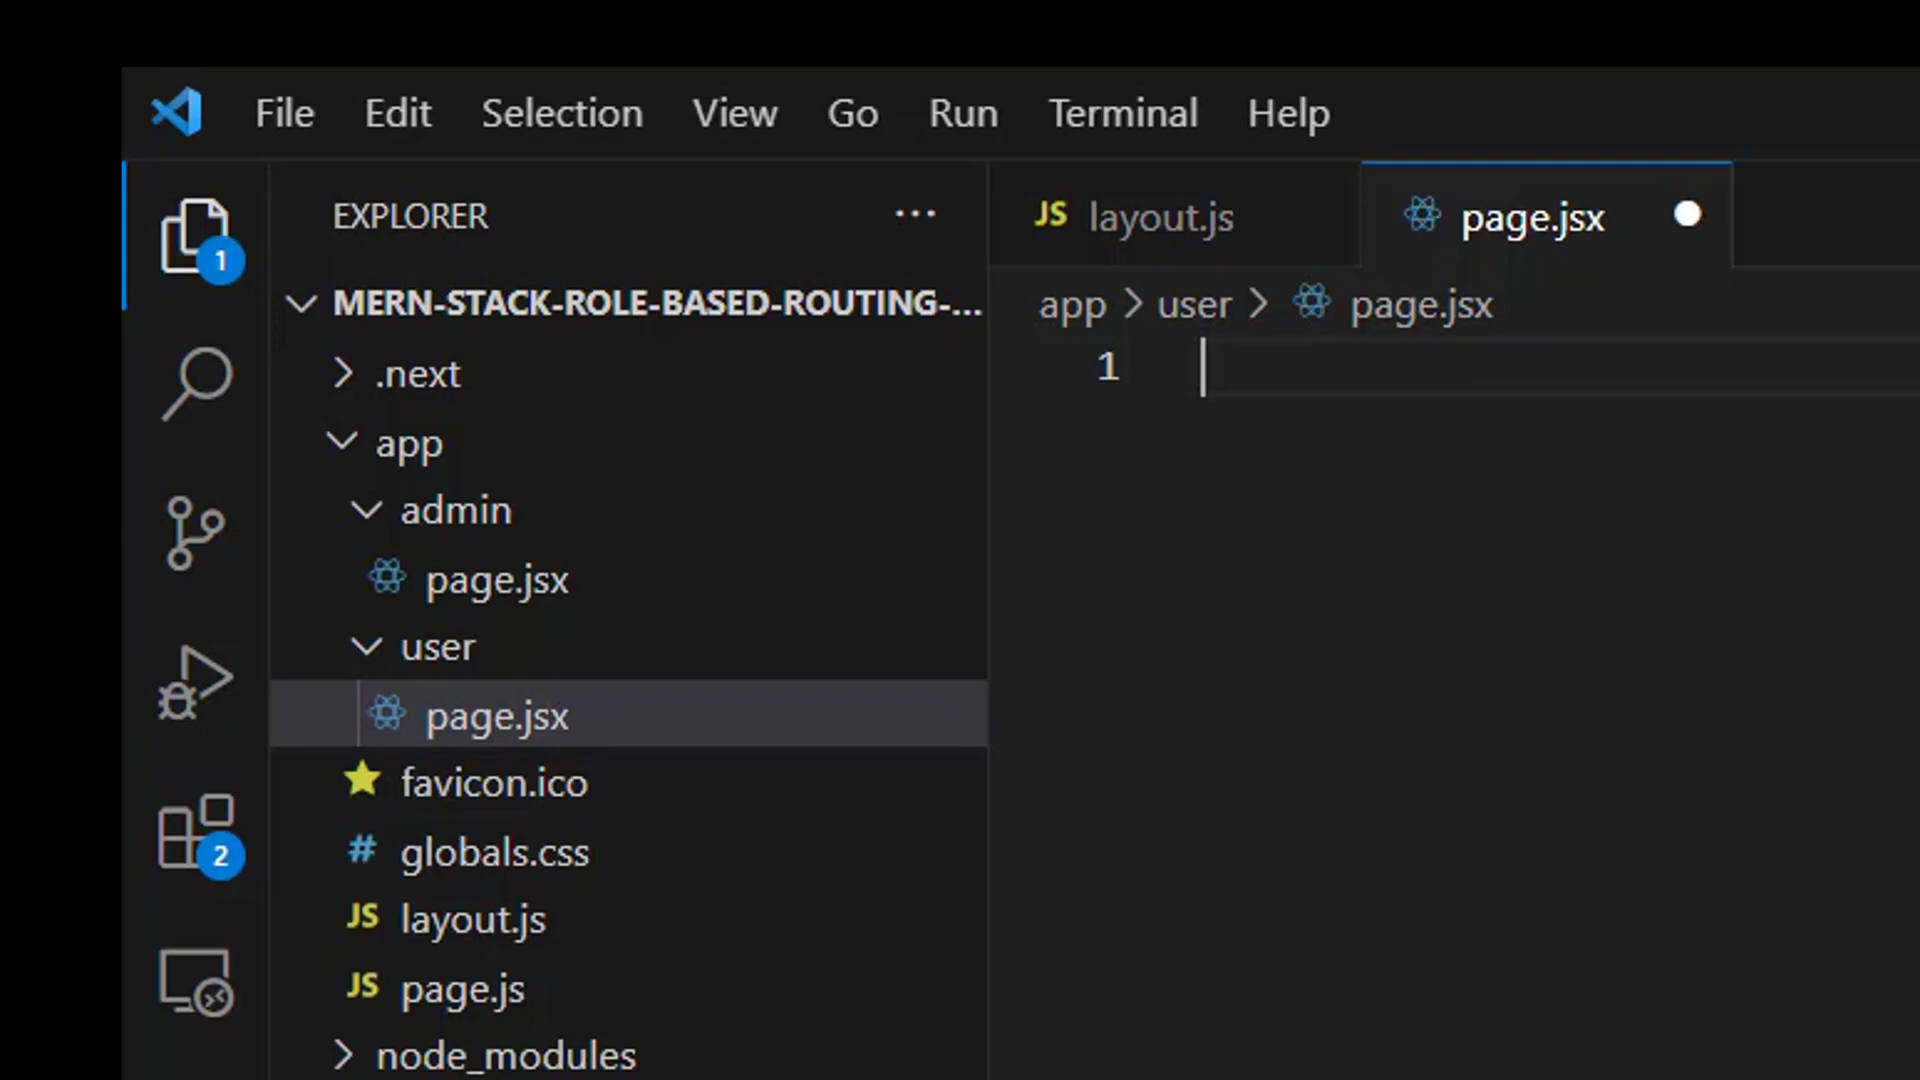 File Edit Selection View Go Run Terminal Help
1
EXPLORER ...
JS layout.js
page.jsx
MERN-STACK-ROLE-BASED-ROUTING-...
app > user > page.jsx
1
.next
app
admin
page.jsx
user
page.jsx
favicon.ico
2
# globals.css
JS layout.js
JS page.js
node_modules